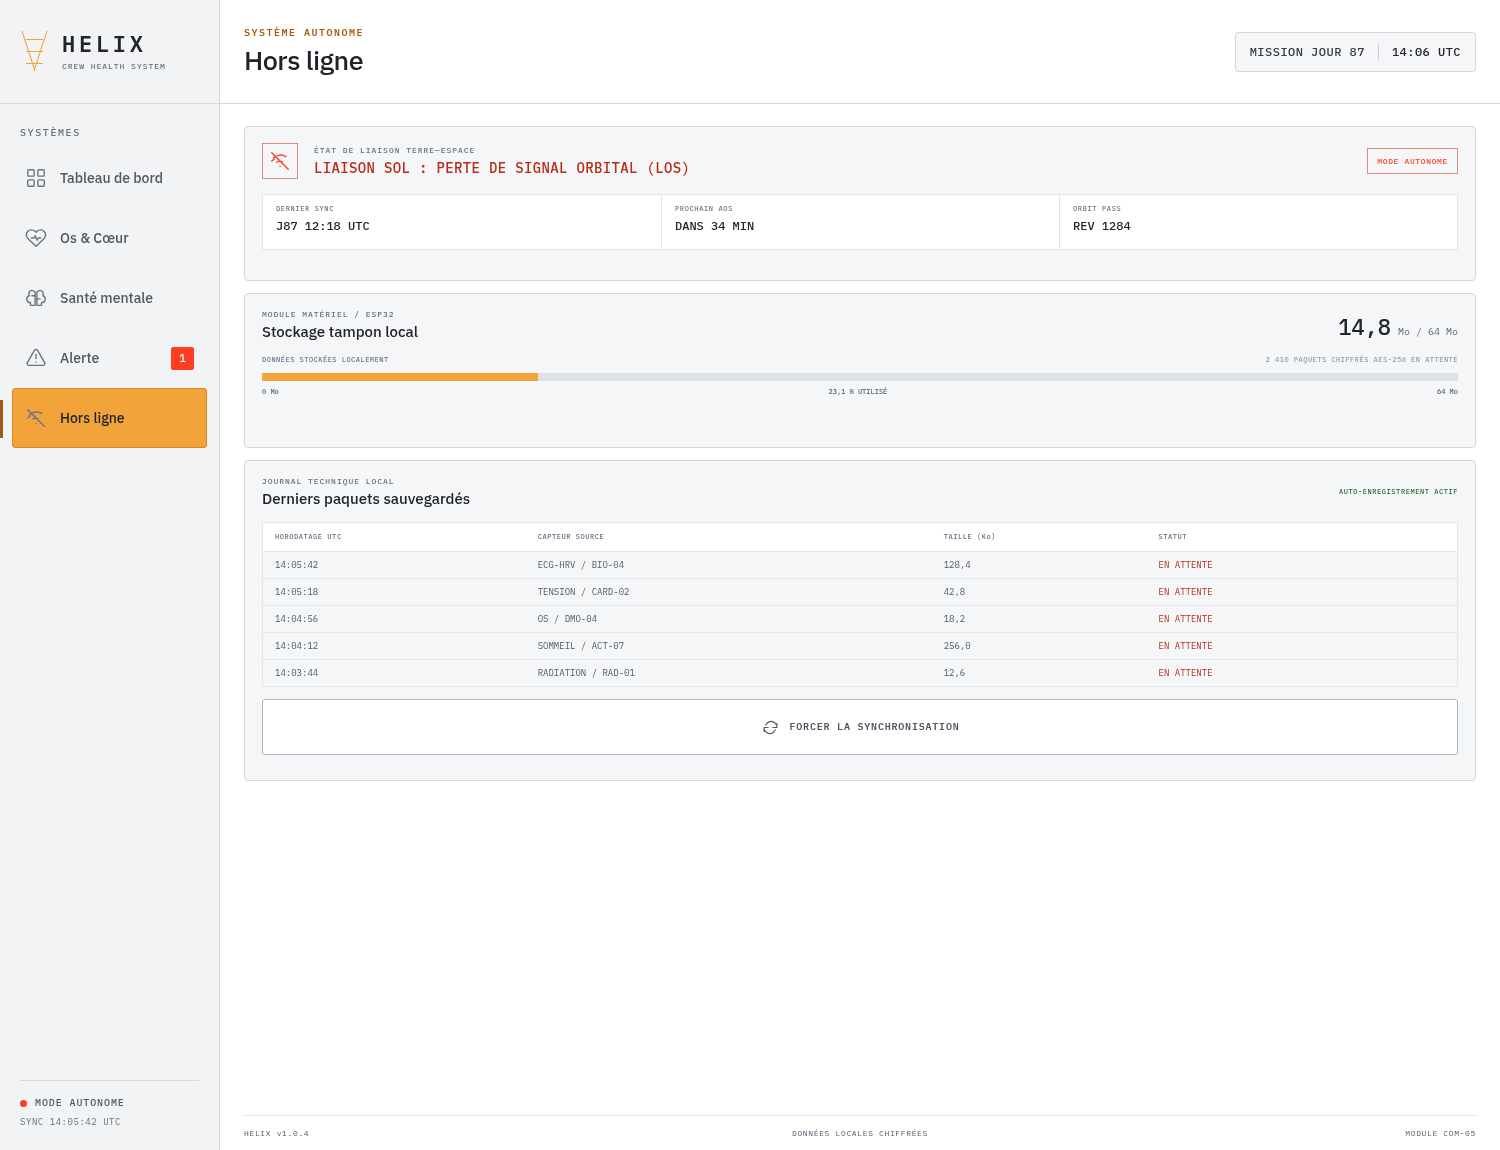 HELIX
CREW HEALTH SYSTEM
SYSTÈMES
Tableau de bord
Os & Cœur
Santé mentale
Alerte
1
Hors ligne
MODE AUTONOME
SYNC 14:05:42 UTC
SYSTÈME AUTONOME
Hors ligne
MISSION JOUR 87
14:06 UTC
ÉTAT DE LIAISON TERRE–ESPACE
LIAISON SOL : PERTE DE SIGNAL ORBITAL (LOS)
MODE AUTONOME
DERNIER SYNC
J87 12:18 UTC
PROCHAIN AOS
DANS 34 MIN
ORBIT PASS
REV 1284
MODULE MATÉRIEL / ESP32
Stockage tampon local
14,8 Mo / 64 Mo
DONNÉES STOCKÉES LOCALEMENT
2 410 PAQUETS CHIFFRÉS AES-256 EN ATTENTE
0 Mo
23,1 % UTILISÉ
64 Mo
JOURNAL TECHNIQUE LOCAL
Derniers paquets sauvegardés
AUTO-ENREGISTREMENT ACTIF
HORODATAGE UTC CAPTEUR SOURCE TAILLE (Ko) STATUT
14:05:42 ECG-HRV / BIO-04 128,4 EN ATTENTE
14:05:18 TENSION / CARD-02 42,8 EN ATTENTE
14:04:56 OS / DMO-04 18,2 EN ATTENTE
14:04:12 SOMMEIL / ACT-07 256,0 EN ATTENTE
14:03:44 RADIATION / RAD-01 12,6 EN ATTENTE
FORCER LA SYNCHRONISATION
HELIX v1.0.4
DONNÉES LOCALES CHIFFRÉES
MODULE COM-05